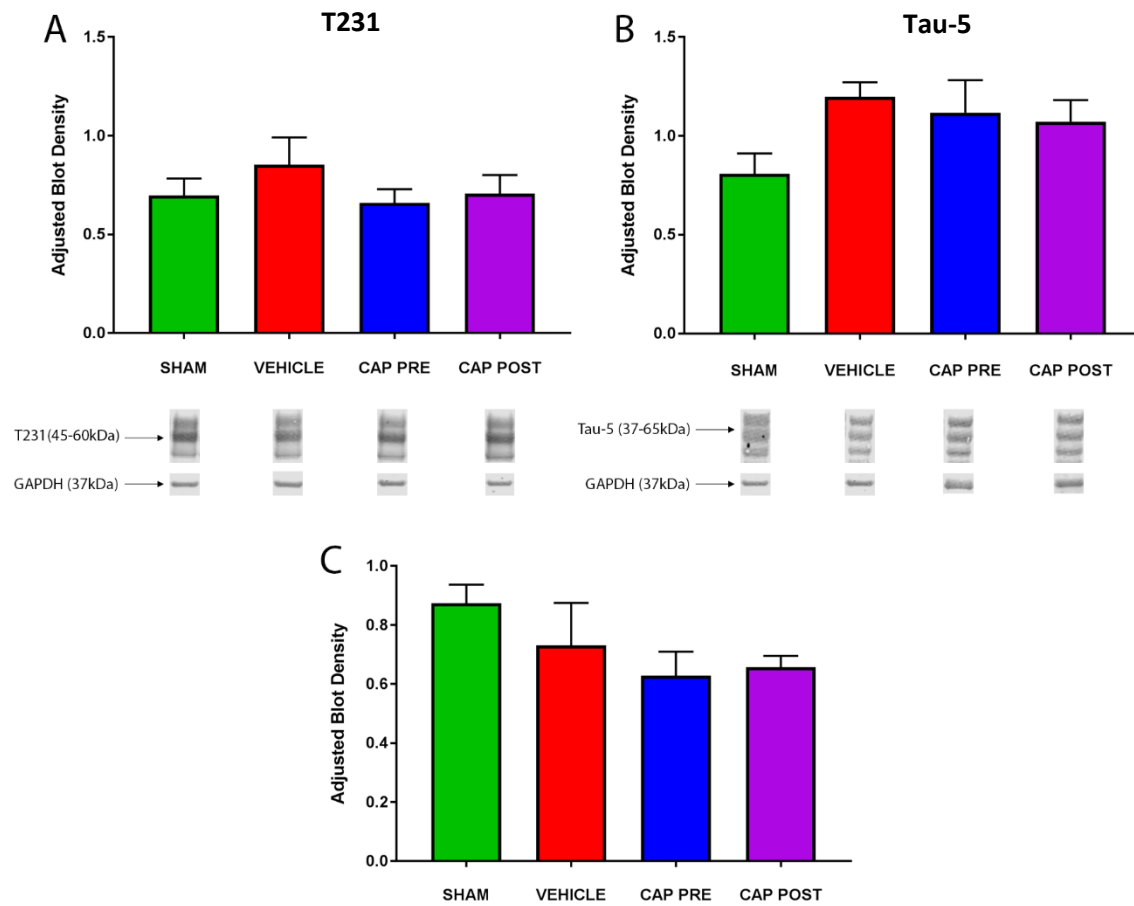 A
T231
1.5
1.0
0.5
0.0
Adjusted Blot Density
SHAM VEHICLE CAP PRE CAP POST
T231(45-60kDa)
GAPDH (37kDa)
B
Tau-5
1.5
1.0
0.5
0.0
Adjusted Blot Density
SHAM VEHICLE CAP PRE CAP POST
Tau-5 (37-65kDa)
GAPDH (37kDa)
C
1.0
0.8
0.6
0.4
0.2
0.0
Adjusted Blot Density
SHAM VEHICLE CAP PRE CAP POST